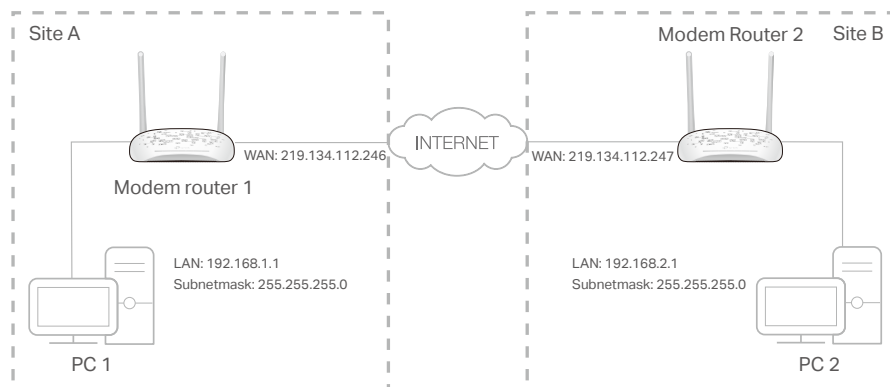 Site A
Modem Router 2
Site B
INTERNET
WAN: 219.134.112.246
WAN: 219.134.112.247
Modem router 1
LAN: 192.168.1.1
Subnetmask: 255.255.255.0
LAN: 192.168.2.1
Subnetmask: 255.255.255.0
PC 1
PC 2